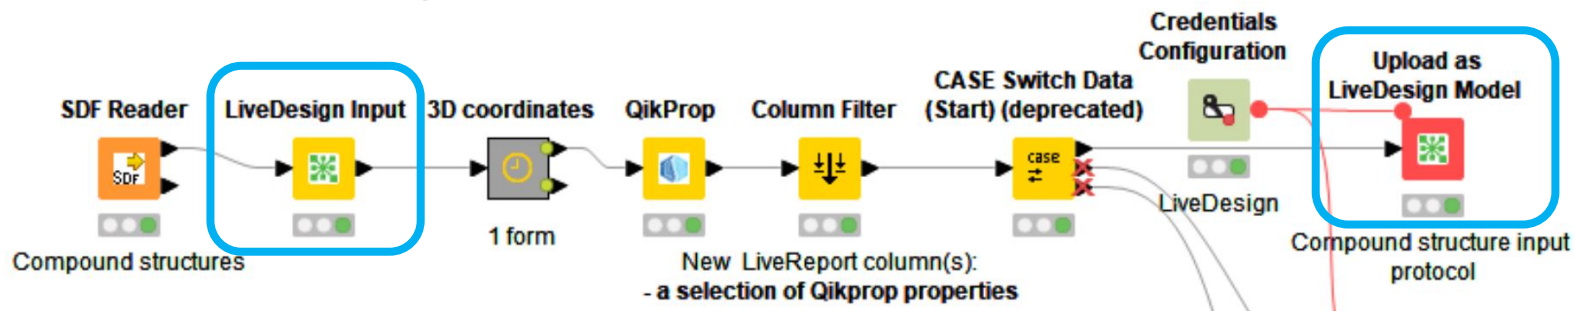 Credentials
Configuration
Upload as
LiveDesign Model
SDF Reader
LiveDesign Input
3D coordinates
QikProp
Column Filter
CASE Switch Data
(Start) (deprecated)
SDF
case
LiveDesign
1 form
Compound structures
New LiveReport column(s):
- a selection of Qikprop properties
Compound structure input
protocol